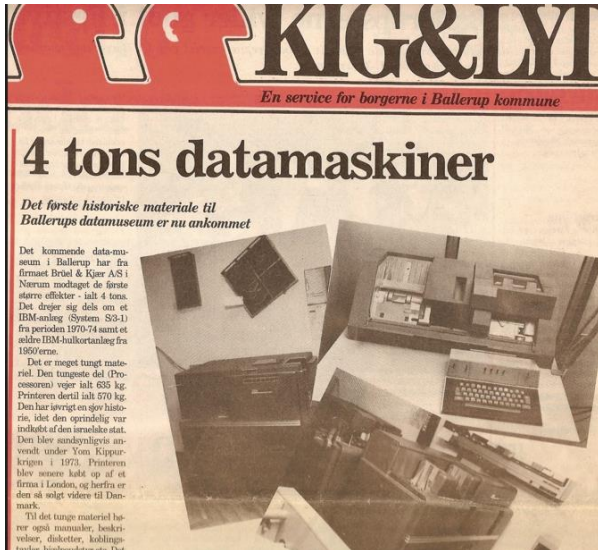 KIG&LY
En service for borgerne i Ballerup kommune
4 tons datamaskiner
Det første historiske materiale til
Ballerups datamuseum er nu ankommet
Det kommende data-mu-
seum i Ballerup har fra
firmaet Brüel & Kjær A/S i
Nærum modtaget de første
større effekter - ialt 4 tons.
Det drejer sig dels om et
IBM-anlæg (System S/3-1)
fra perioden 1970-74 samt et
ældre IBM-hulkortanlæg fra
1950'erne.
Det er meget tungt mate-
riel. Den tungeste del (Pro-
cessoren) vejer ialt 635 kg.
Printeren dertil ialt 570 kg.
Den har iøvrigt en sjov histo-
rie, idet den oprindelig var
indkøbt af den israelske stat.
Den blev sandsynligvis an-
vendt under Yom Kippur-
krigen i 1973. Printeren
blev senere købt op af et
firma i London, og herfra er
den så solgt videre til Dan-
mark.
Til det tunge materiel hø-
rer også manualer, beskri-
velser, disketter, koblings-